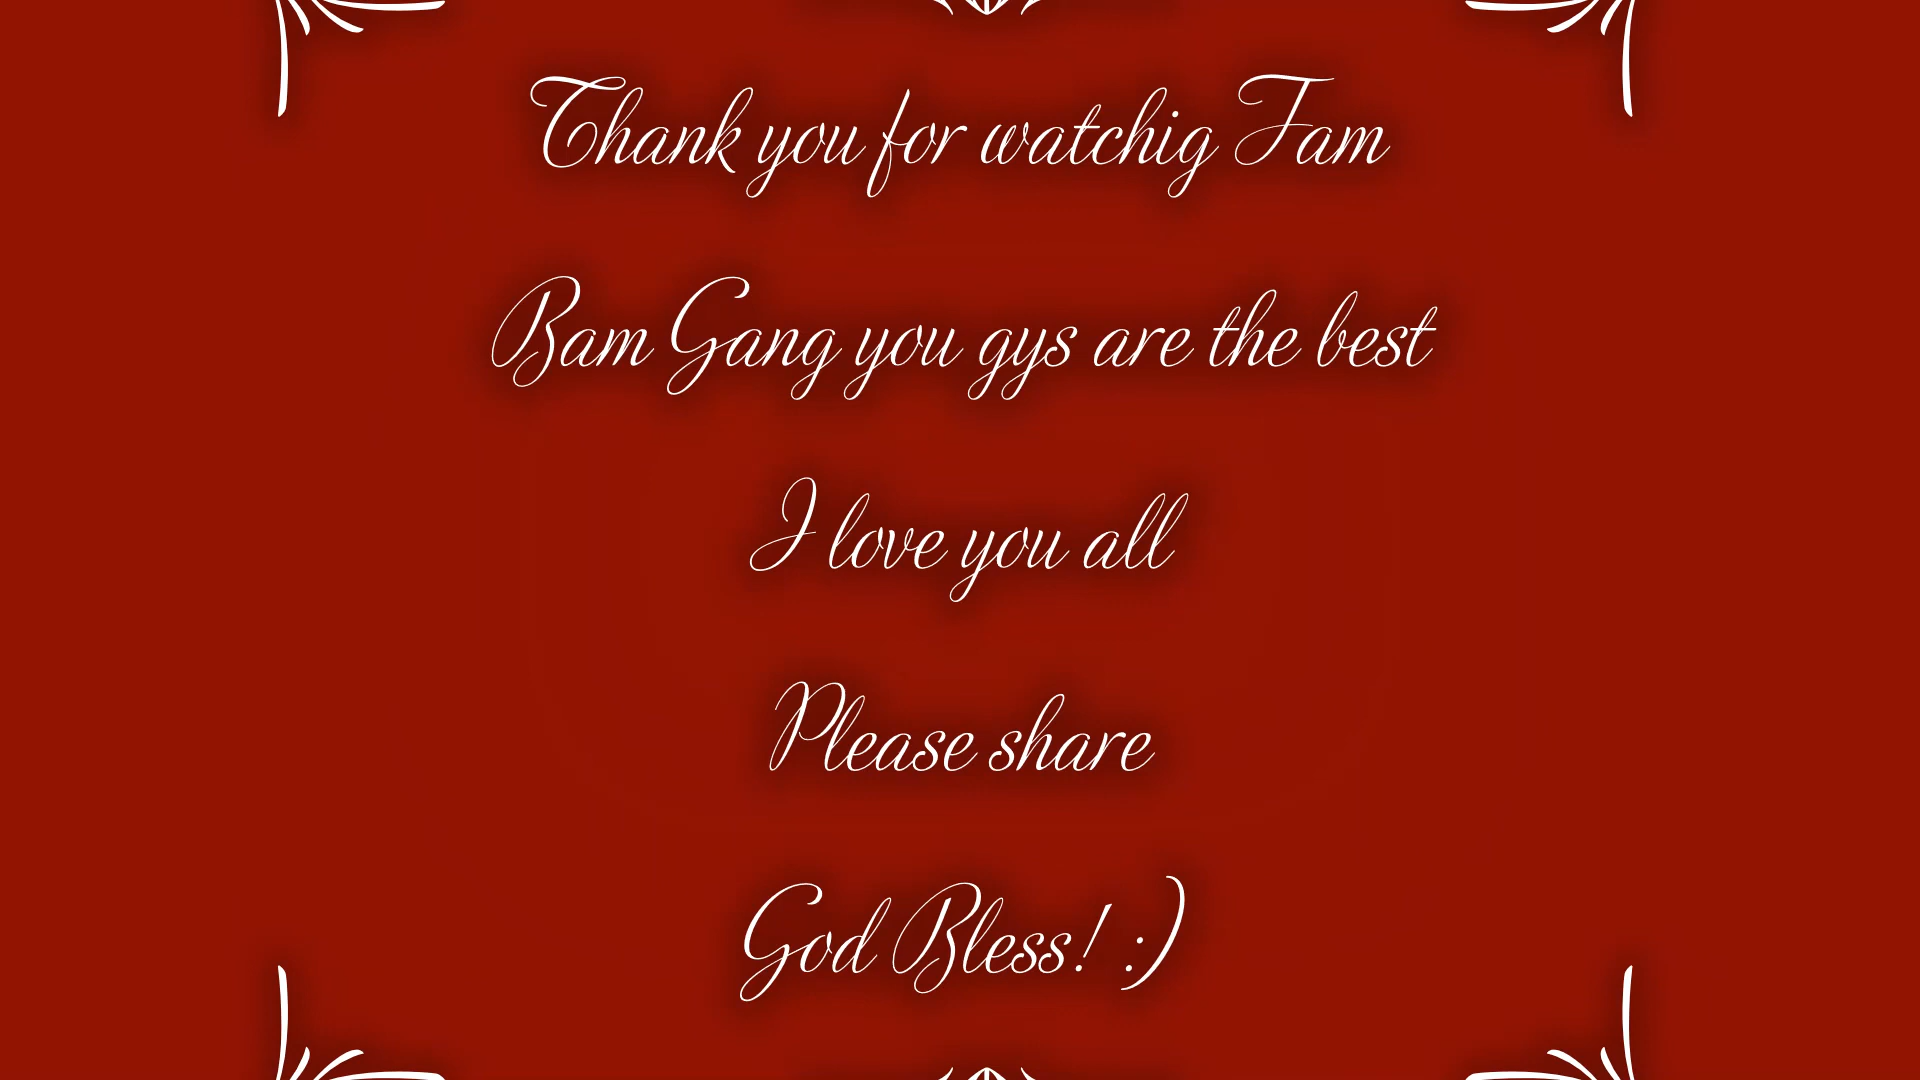 Thank you for watchig Fam
Bam Gang you gys are the best
I love you all
Please share
God Bless! :)